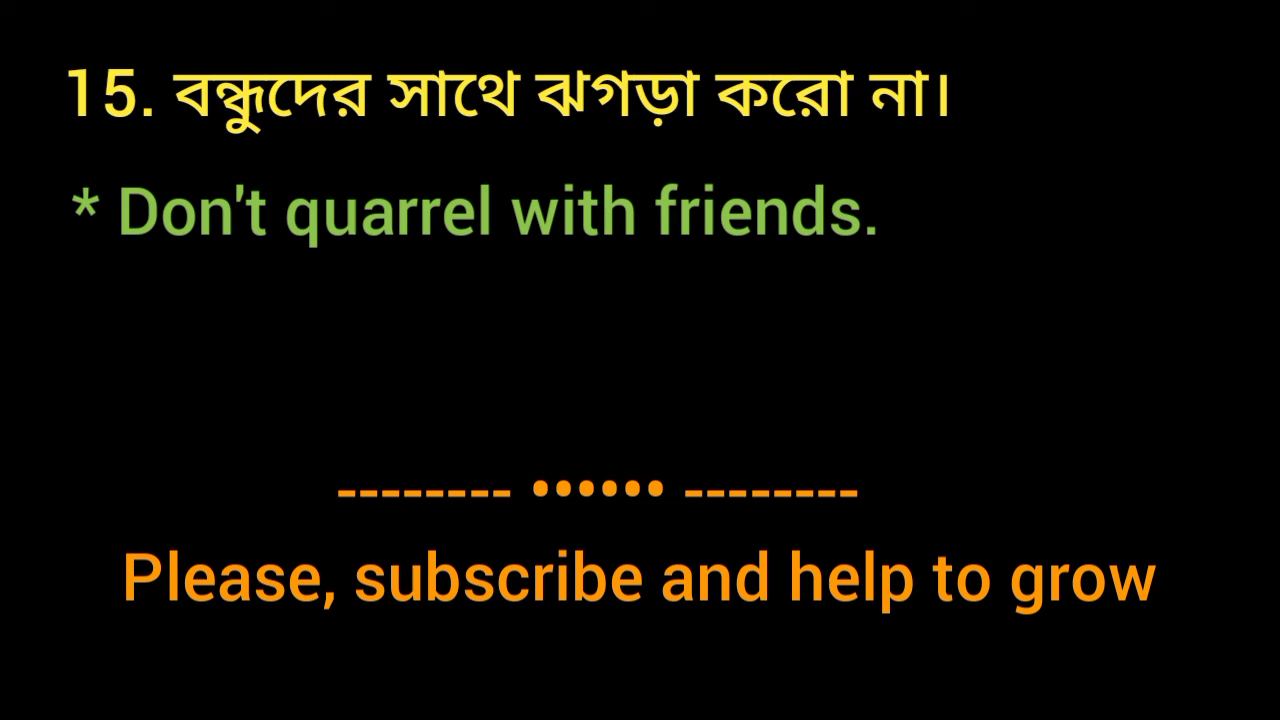 15. বন্ধুদের সাথে ঝগড়া করো না।
* Don't quarrel with friends.
-------- •••••• --------
Please, subscribe and help to grow